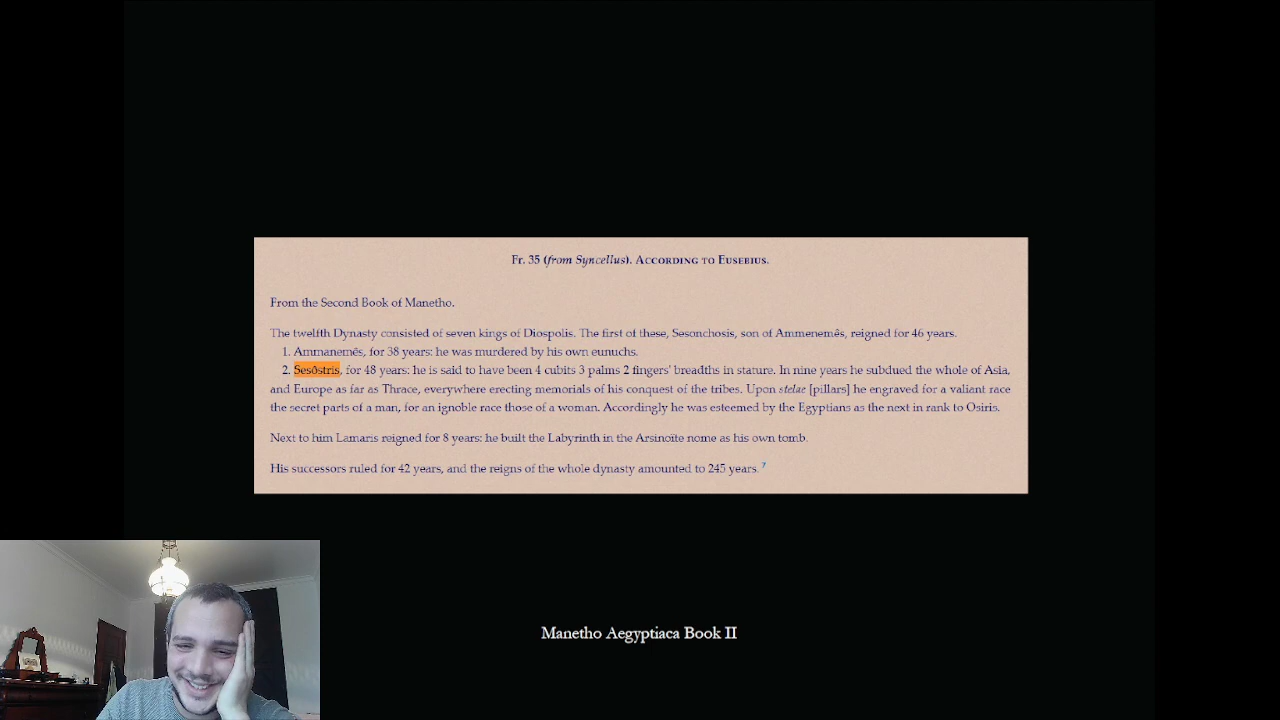 Fr. 35 (from Syncellus). According to Eusebius.
From the Second Book of Manetho.
The twelfth Dynasty consisted of seven kings of Diospolis. The first of these, Sesonchosis, son of Ammenemês, reigned for 46 years.
1. Ammanemês, for 38 years: he was murdered by his own eunuchs.
2. Sesôstris, for 48 years: he is said to have been 4 cubits 3 palms 2 fingers' breadths in stature. In nine years he subdued the whole of Asia,
and Europe as far as Thrace, everywhere erecting memorials of his conquest of the tribes. Upon stelae [pillars] he engraved for a valiant race
the secret parts of a man, for an ignoble race those of a woman. Accordingly he was esteemed by the Egyptians as the next in rank to Osiris.
Next to him Lamaris reigned for 8 years: he built the Labyrinth in the Arsinoïte nome as his own tomb.
His successors ruled for 42 years, and the reigns of the whole dynasty amounted to 245 years. 7
Manetho Aegyptiaca Book II